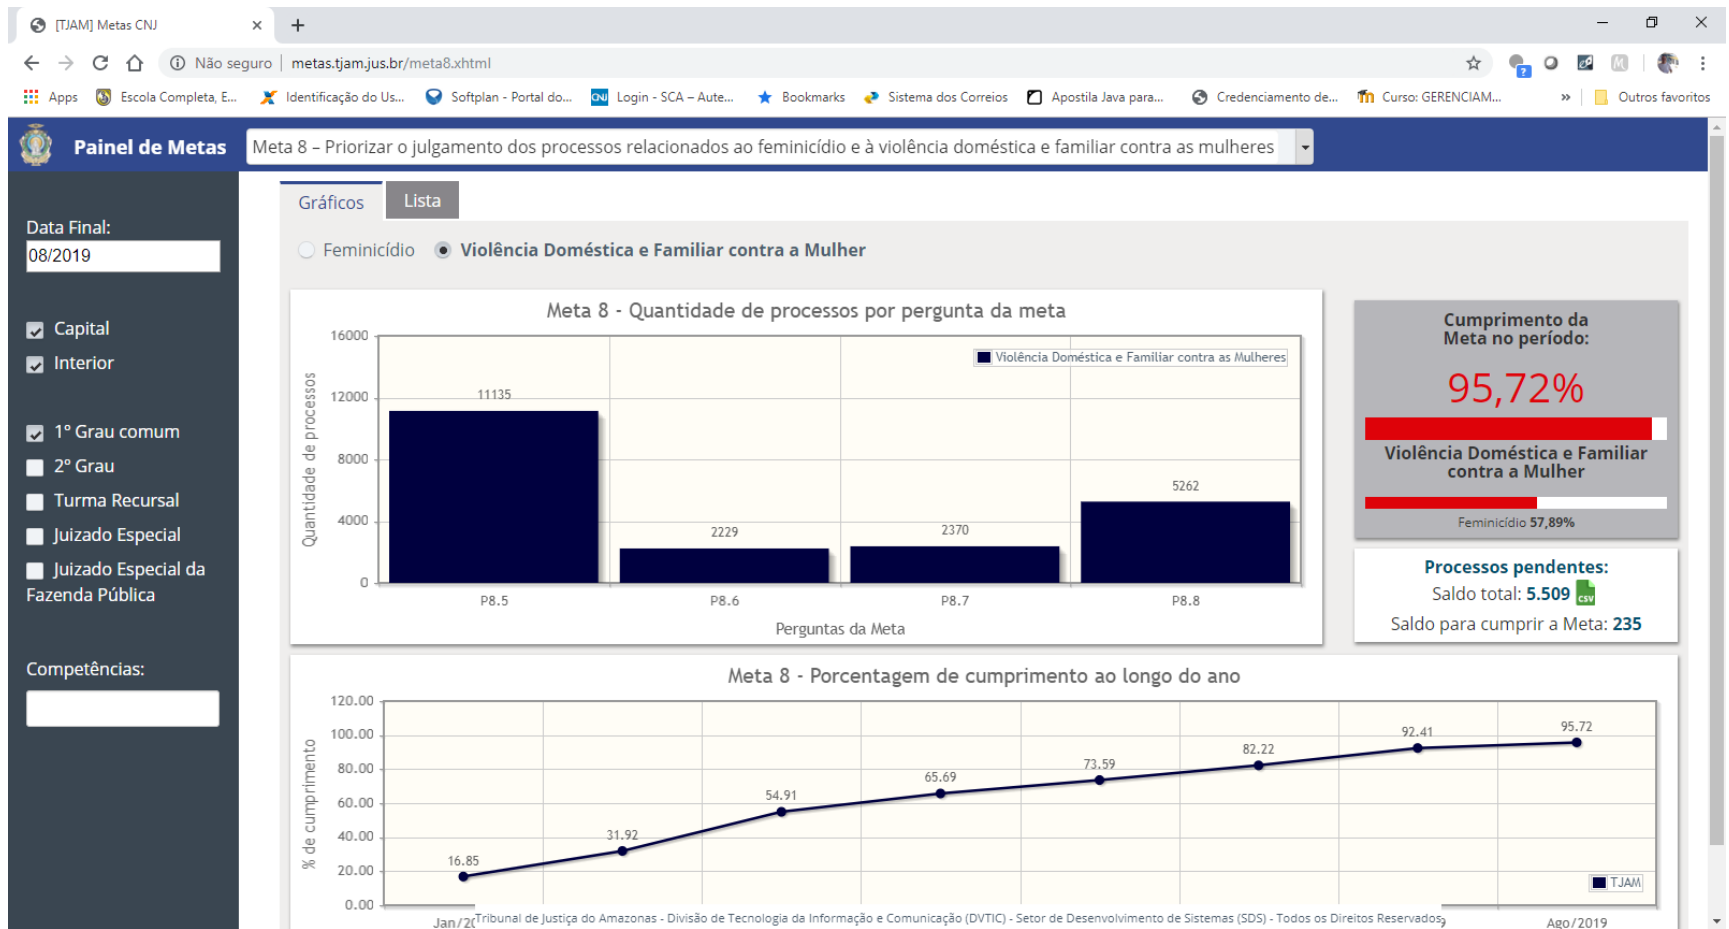 [TJAM] Metas CNJ
Não seguro | metas.tjam.jus.br/meta8.xhtml
Apps Escola Completa, E... Identificação do Us... Softplan - Portal do... CNJ Login - SCA – Aute... Bookmarks Sistema dos Correios Apostila Java para... Credenciamento de... Curso: GERENCIAM... » Outros favoritos
Painel de Metas Meta 8 – Priorizar o julgamento dos processos relacionados ao feminicídio e à violência doméstica e familiar contra as mulheres
Gráficos Lista
Data Final:
08/2019
Capital
Interior
1º Grau comum
2º Grau
Turma Recursal
Juizado Especial
Juizado Especial da
Fazenda Pública
Competências:
Feminicídio Violência Doméstica e Familiar contra a Mulher
Meta 8 - Quantidade de processos por pergunta da meta
Quantidade de processos
16000
12000
8000
4000
0
Violência Doméstica e Familiar contra as Mulheres
11135
2229
2370
5262
P8.5 P8.6 P8.7 P8.8
Perguntas da Meta
Cumprimento da
Meta no período:
95,72%
Violência Doméstica e Familiar
contra a Mulher
Feminicídio 57,89%
Processos pendentes:
Saldo total: 5.509 CSV
Saldo para cumprir a Meta: 235
Meta 8 - Porcentagem de cumprimento ao longo do ano
% de cumprimento
120.00
100.00
80.00
60.00
40.00
20.00
0.00
16.85
31.92
54.91
65.69
73.59
82.22
92.41
95.72
TJAM
Jan/20 Ago/2019
Tribunal de Justiça do Amazonas - Divisão de Tecnologia da Informação e Comunicação (DVTIC) - Setor de Desenvolvimento de Sistemas (SDS) - Todos os Direitos Reservados